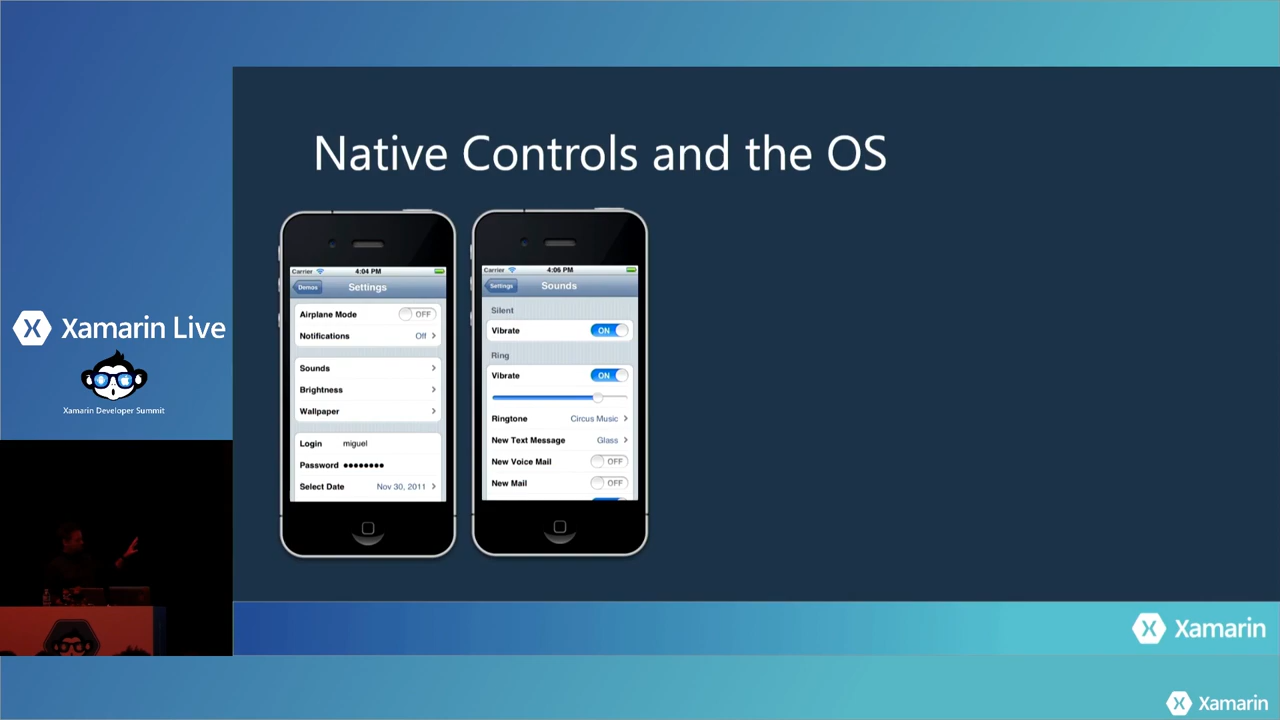 Native Controls and the OS
Carrier 4:04 PM
Demos Settings
Airplane Mode OFF
Notifications Off
Sounds
Brightness
Wallpaper
Login miguel
Password ●●●●●●●●
Select Date Nov 30, 2011
Carrier 4:06 PM
Settings Sounds
Silent
Vibrate ON
Ring
Vibrate ON
Ringtone Circus Music
New Text Message Glass
New Voice Mail OFF
New Mail OFF
Xamarin Live
Xamarin Developer Summit
Xamarin
Xamarin